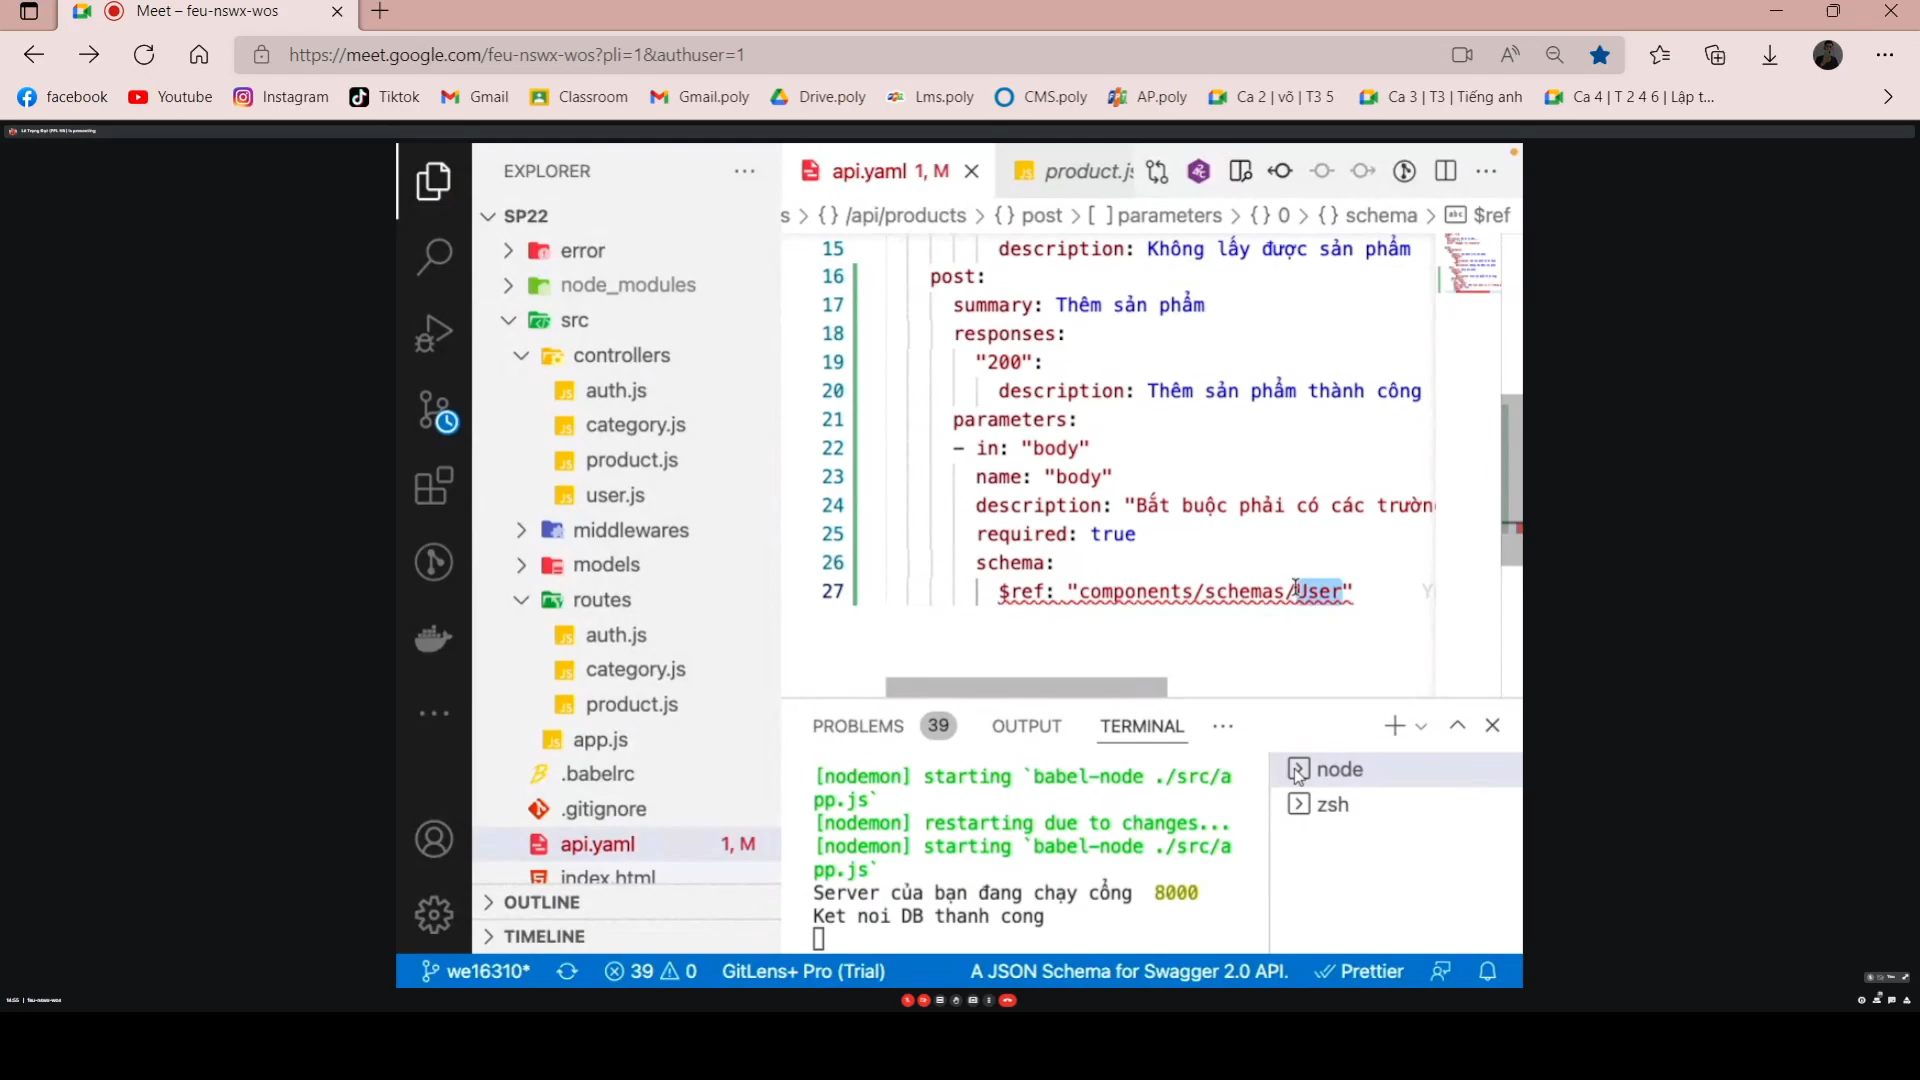 Meet – feu-nswx-wos
https://meet.google.com/feu-nswx-wos?pli=1&authuser=1
facebook Youtube Instagram Tiktok Gmail Classroom Gmail.poly Drive.poly Lms.poly CMS.poly AP.poly Ca 2 | võ | T3 5 Ca 3 | T3 | Tiếng anh Ca 4 | T 2 4 6 | Lập t...
EXPLORER
SP22
error
node_modules
src
controllers
auth.js
category.js
product.js
user.js
middlewares
models
routes
auth.js
category.js
product.js
app.js
.babelrc
.gitignore
api.yaml 1, M
index.html
OUTLINE
TIMELINE
api.yaml 1, M product.js
s > {} /api/products > {} post > [ ] parameters > {} 0 > {} schema > abc $ref
15 description: Không lấy được sản phẩm
16 post:
17 summary: Thêm sản phẩm
18 responses:
19 "200":
20 description: Thêm sản phẩm thành công
21 parameters:
22 - in: "body"
23 name: "body"
24 description: "Bắt buộc phải có các trường
25 required: true
26 schema:
27 $ref: "components/schemas/User" Y
PROBLEMS 39 OUTPUT TERMINAL
[nodemon] starting `babel-node ./src/a
pp.js`
[nodemon] restarting due to changes...
[nodemon] starting `babel-node ./src/a
pp.js`
Server của bạn đang chạy cổng 8000
Ket noi DB thanh cong
node
zsh
we16310* 39 0 GitLens+ Pro (Trial) A JSON Schema for Swagger 2.0 API. Prettier
14:55 | feu-nswx-wos